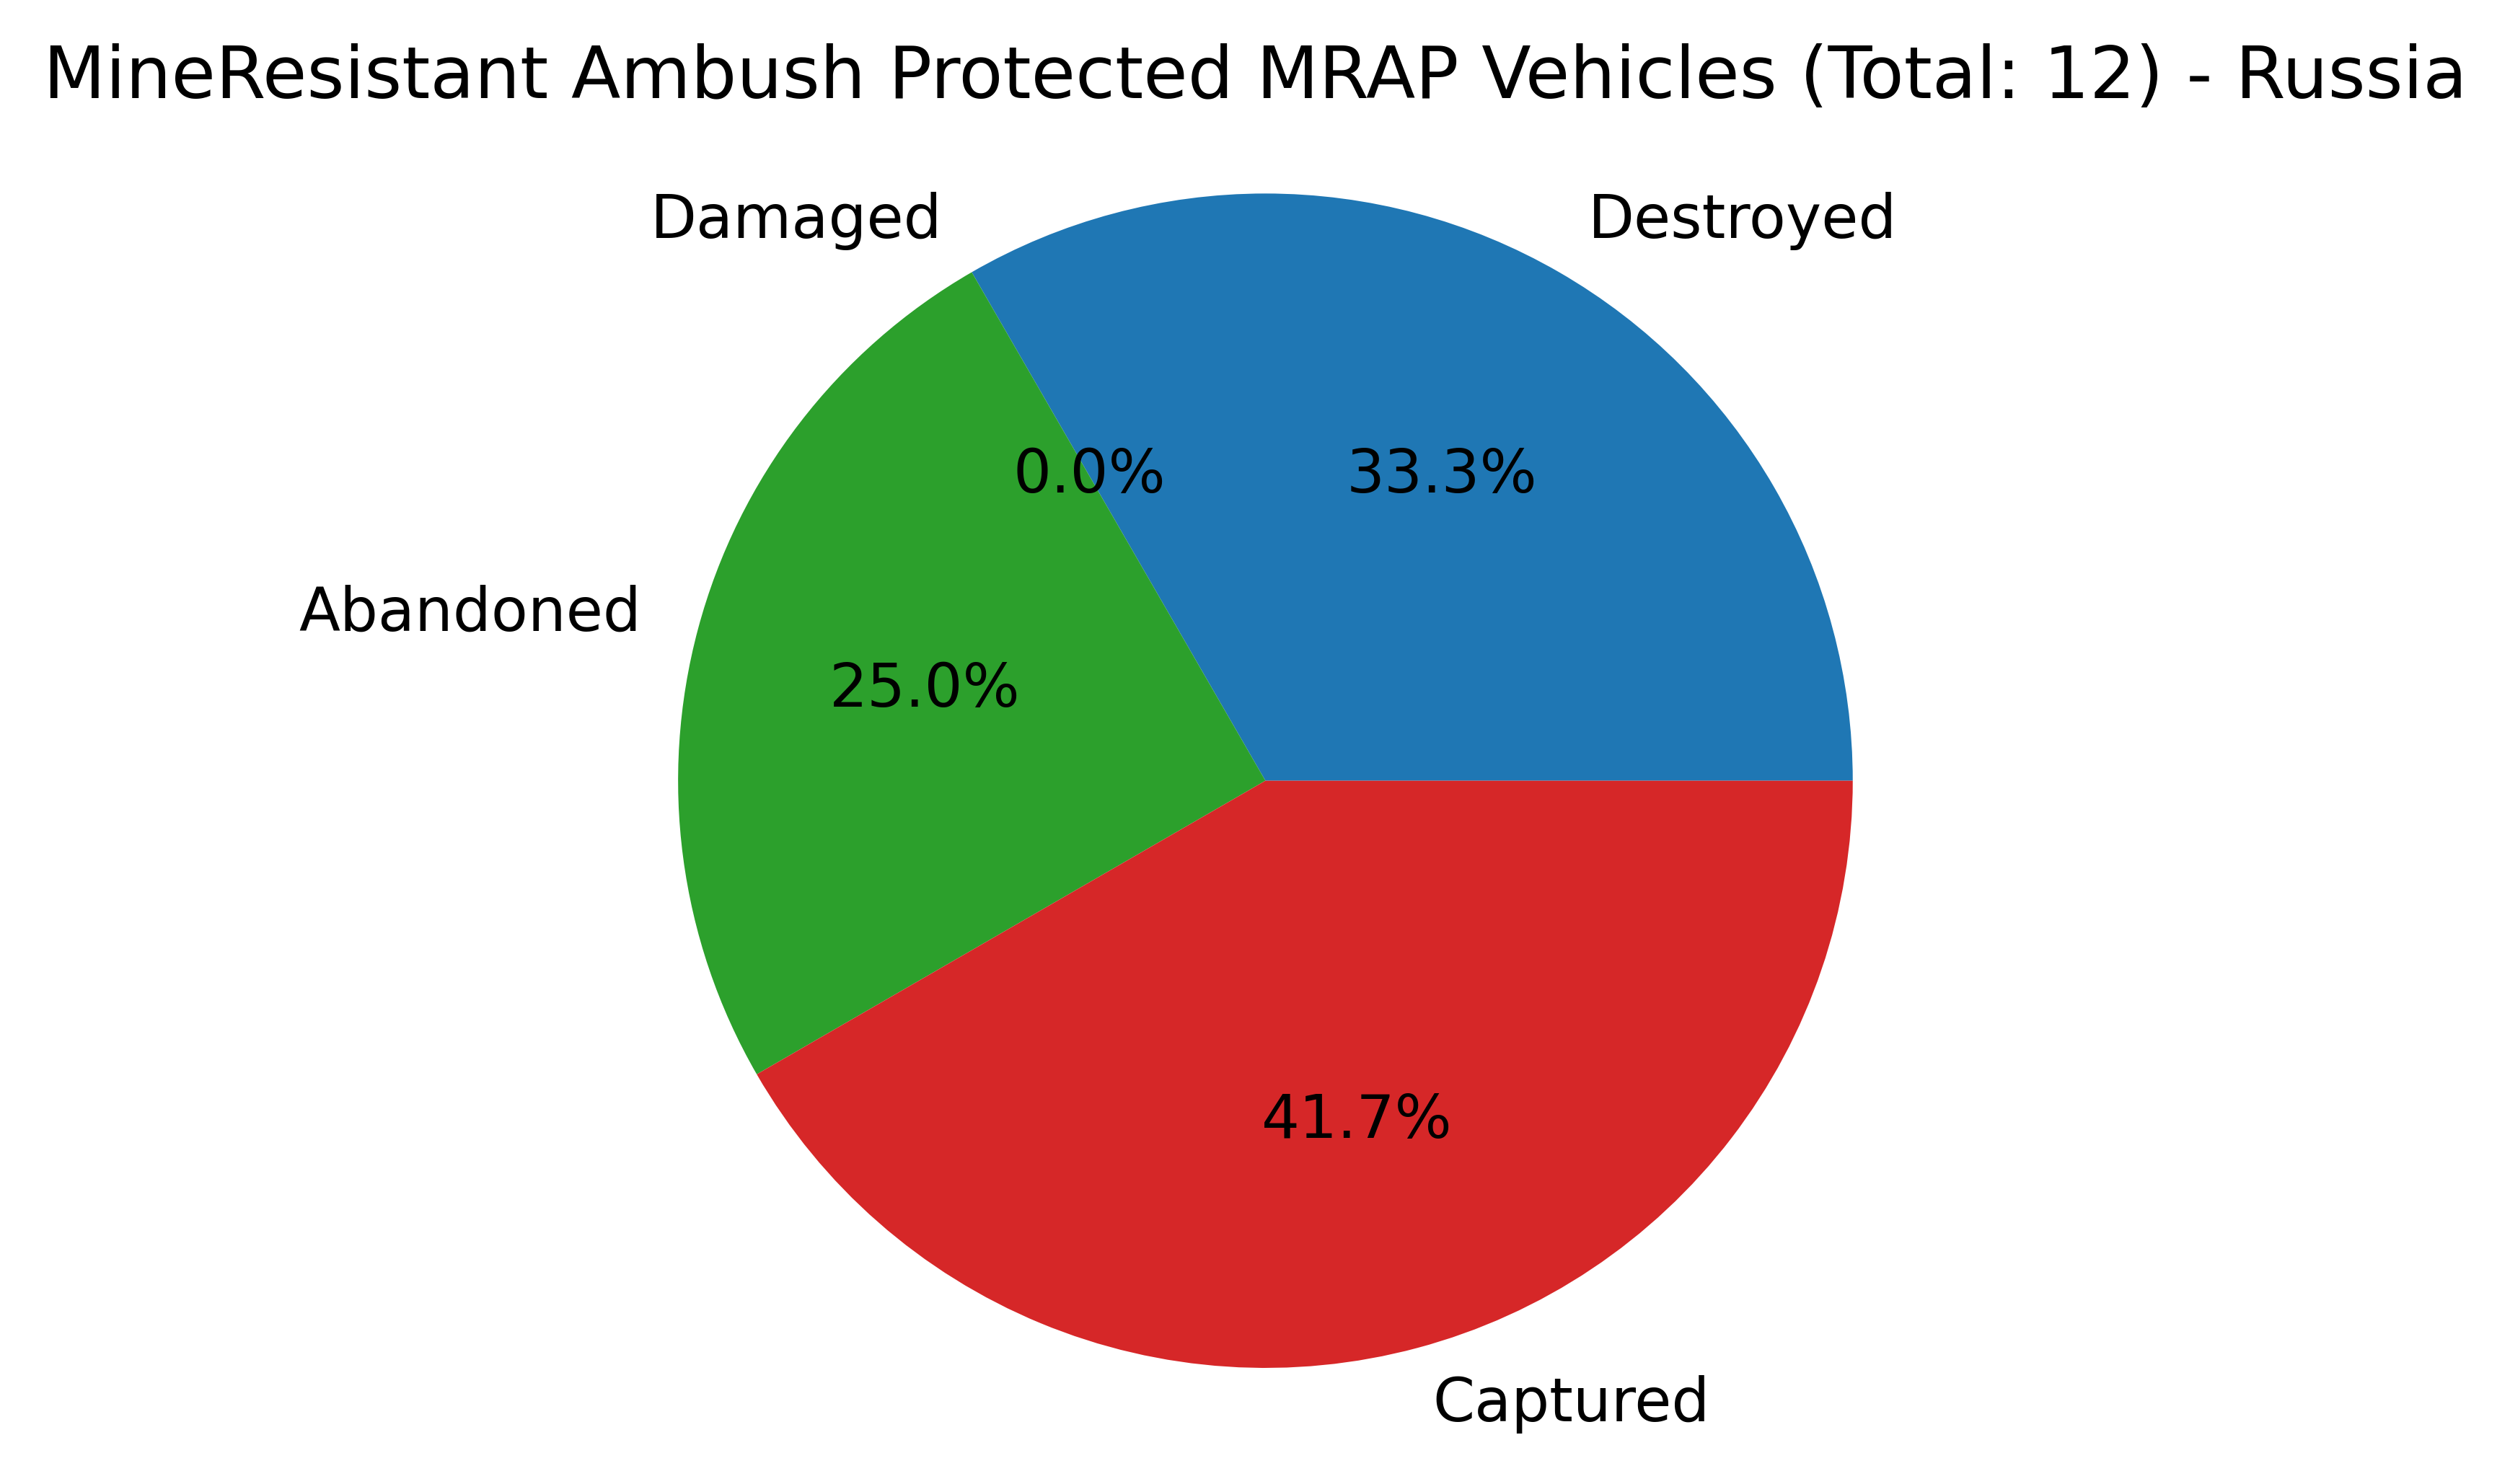 MineResistant Ambush Protected MRAP Vehicles (Total: 12) - Russia
Damaged
Destroyed
0.0%
33.3%
Abandoned
25.0%
41.7%
Captured